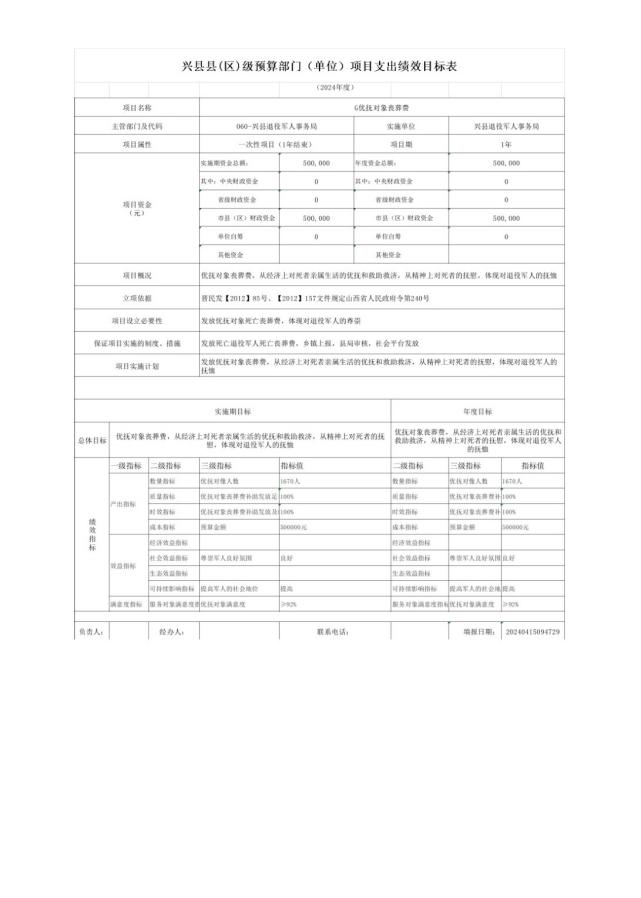 兴县县(区)级预算部门（单位）项目支出绩效目标表
（2024年度）
项目名称 G优抚对象丧葬费
主管部门及代码 060-兴县退役军人事务局 实施单位 兴县退役军人事务局
项目属性 一次性项目（1年结束） 项目期 1年
项目资金（元） 实施期资金总额： 500,000 年度资金总额： 500,000
其中：中央财政资金 0 其中：中央财政资金 0
省级财政资金 0 省级财政资金 0
市县（区）财政资金 500,000 市县（区）财政资金 500,000
单位自筹 0 单位自筹 0
其他资金 其他资金
项目概况 优抚对象丧葬费，从经济上对死者亲属生活的优抚和救助救济，从精神上对死者的抚慰，体现对退役军人的抚恤
立项依据 晋民发【2012】85号、【2012】157文件规定山西省人民政府令第240号
项目设立必要性 发放优抚对象死亡丧葬费，体现对退役军人的尊崇
保证项目实施的制度、措施 发放死亡退役军人死亡丧葬费，乡镇上报，县局审核，社会平台发放
项目实施计划 发放优抚对象丧葬费，从经济上对死者亲属生活的优抚和救助救济，从精神上对死者的抚慰，体现对退役军人的
抚恤
实施期目标 年度目标
总体目标 优抚对象丧葬费，从经济上对死者亲属生活的优抚和救助救济，从精神上对死者的抚
慰，体现对退役军人的抚恤
优抚对象丧葬费，从经济上对死者亲属生活的优抚和
救助救济，从精神上对死者的抚慰，体现对退役军人
的抚恤
绩效指标
一级指标 二级指标 三级指标 指标值 二级指标 三级指标 指标值
产出指标 数量指标 优抚对像人数 1670人 数量指标 优抚对像人数 1670人
质量指标 优抚对象丧葬费补助发放足 100% 质量指标 优抚对象丧葬费补 100%
时效指标 优抚对象丧葬费补助发放及 100% 时效指标 优抚对象丧葬费补 100%
成本指标 预算金额 500000元 成本指标 预算金额 500000元
效益指标 经济效益指标 经济效益指标
社会效益指标 尊崇军人良好氛围 良好 社会效益指标 尊崇军人良好氛围 良好
生态效益指标 生态效益指标
可持续影响指标 提高军人的社会地位 提高 可持续影响指标 提高军人的社会地 提高
满意度指标 服务对象满意度指 优抚对象满意度 ≥92% 服务对象满意度指标 优抚对象满意度 ≥92%
负责人： 经办人： 联系电话： 填报日期： 20240415094729